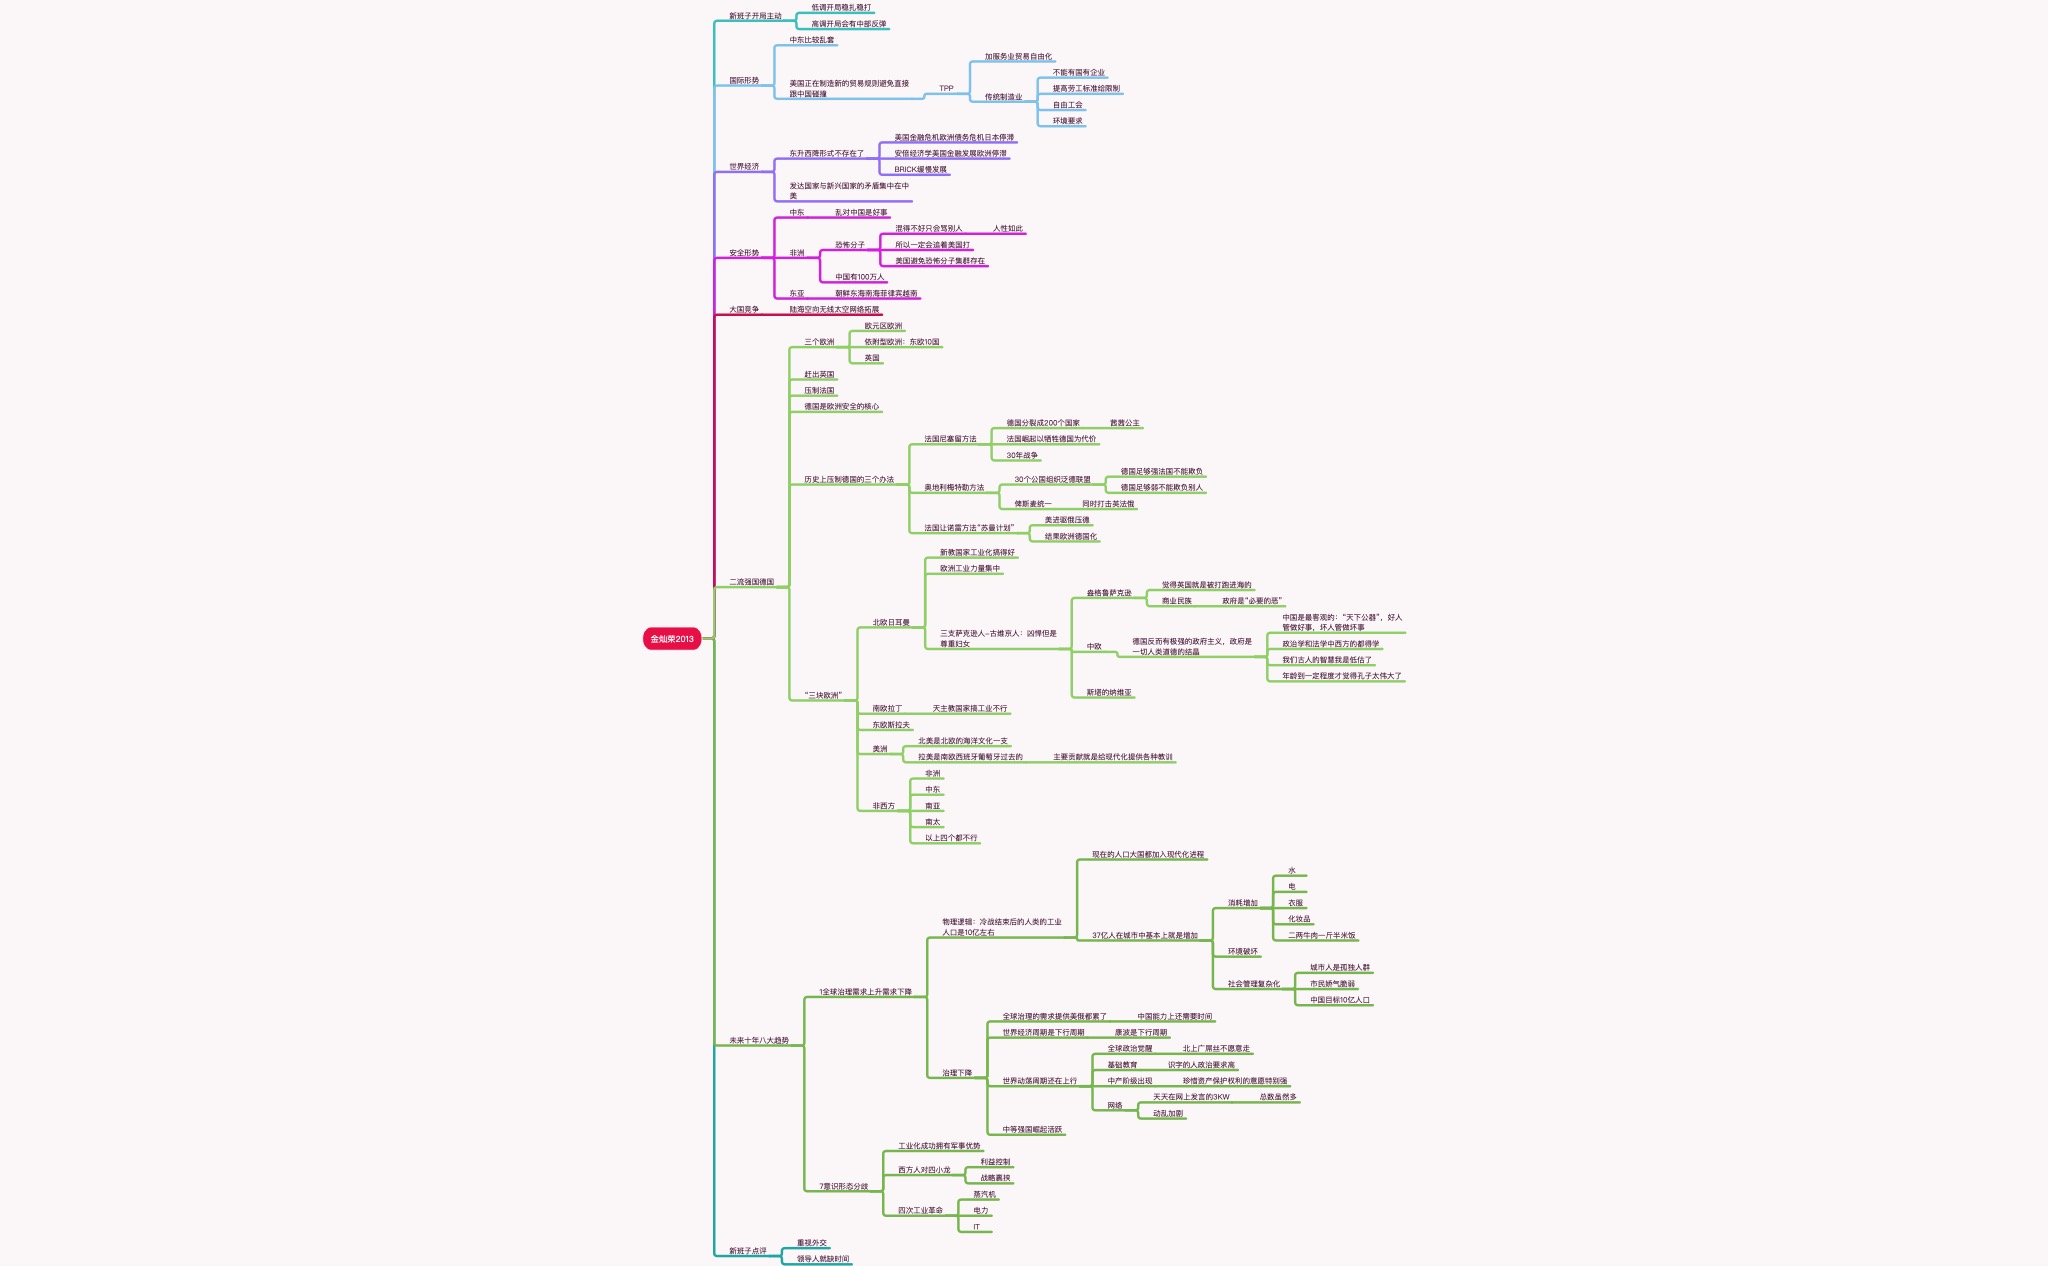 低调开局稳扎稳打
新班子开局主动
高调开局会有中部反弹
中东比较乱套
加服务业贸易自由化
不能有国有企业
国际形势
美国正在制造新的贸易规则避免直接
跟中国碰撞
TPP
提高劳工标准给限制
传统制造业
自由工会
环境要求
美国金融危机欧洲债务危机日本停滞
东升西降形式不存在了
安倍经济学美国金融发展欧洲停滞
世界经济
BRICK缓慢发展
发达国家与新兴国家的矛盾集中在中
美
中东
乱对中国是好事
混得不好只会骂别人
人性如此
恐怖分子
所以一定会追着美国打
安全形势
非洲
美国避免恐怖分子集群存在
中国有100万人
东亚
朝鲜东海南海菲律宾越南
大国竞争
陆海空向无线太空网络拓展
欧元区欧洲
三个欧洲
依附型欧洲：东欧10国
英国
赶出英国
压制法国
德国是欧洲安全的核心
德国分裂成200个国家
茜茜公主
法国尼塞留方法
法国崛起以牺牲德国为代价
30年战争
德国足够强法国不能欺负
历史上压制德国的三个办法
30个公国组织泛德联盟
奥地利梅特勒方法
德国足够弱不能欺负别人
俾斯麦统一
同时打击英法俄
美进驱俄压德
法国让诺雷方法“苏曼计划”
结果欧洲德国化
新教国家工业化搞得好
欧洲工业力量集中
二流强国德国
觉得英国就是被打跑进海的
盎格鲁萨克逊
商业民族
政府是“必要的恶”
北欧日耳曼
中国是最客观的：“天下公器”，好人
管做好事，坏人管做坏事
三支萨克逊人-古维京人：凶悍但是
尊重妇女
金灿荣2013
中欧
德国反而有极强的政府主义，政府是
一切人类道德的结晶
政治学和法学中西方的都得学
我们古人的智慧我是低估了
年龄到一定程度才觉得孔子太伟大了
斯堪的纳维亚
“三块欧洲”
南欧拉丁
天主教国家搞工业不行
东欧斯拉夫
北美是北欧的海洋文化一支
美洲
拉美是南欧西班牙葡萄牙过去的
主要贡献就是给现代化提供各种教训
非洲
中东
非西方
南亚
南太
以上四个都不行
现在的人口大国都加入现代化进程
水
电
消耗增加
衣服
化妆品
物理逻辑：冷战结束后的人类的工业
人口是10亿左右
37亿人在城市中基本上就是增加
二两牛肉一斤半米饭
环境破坏
城市人是孤独人群
社会管理复杂化
市民娇气脆弱
1全球治理需求上升需求下降
中国目标10亿人口
全球治理的需求提供美俄都累了
中国能力上还需要时间
世界经济周期是下行周期
康波是下行周期
未来十年八大趋势
全球政治觉醒
北上广屌丝不愿意走
基础教育
识字的人政治要求高
治理下降
世界动荡周期还在上行
中产阶级出现
珍惜资产保护权利的意愿特别强
天天在网上发言的3KW
总数虽然多
网络
动乱加剧
中等强国崛起活跃
工业化成功拥有军事优势
利益控制
西方人对四小龙
战略裹挟
7意识形态分歧
蒸汽机
四次工业革命
电力
IT
重视外交
新班子点评
领导人就缺时间